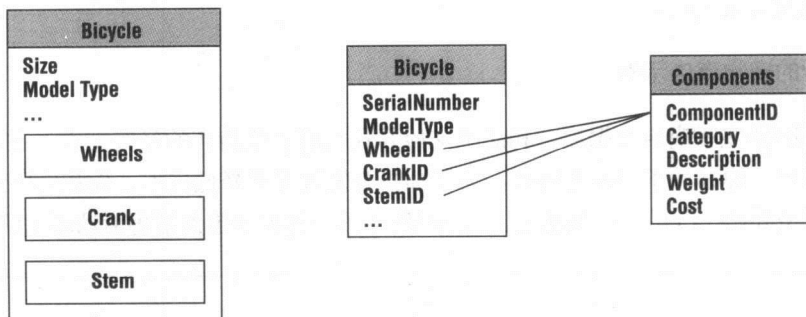 Bicycle
Size
Model Type
...
Wheels
Crank
Stem
Bicycle
SerialNumber
ModelType
WheelID
CrankID
StemID
...
Components
ComponentID
Category
Description
Weight
Cost